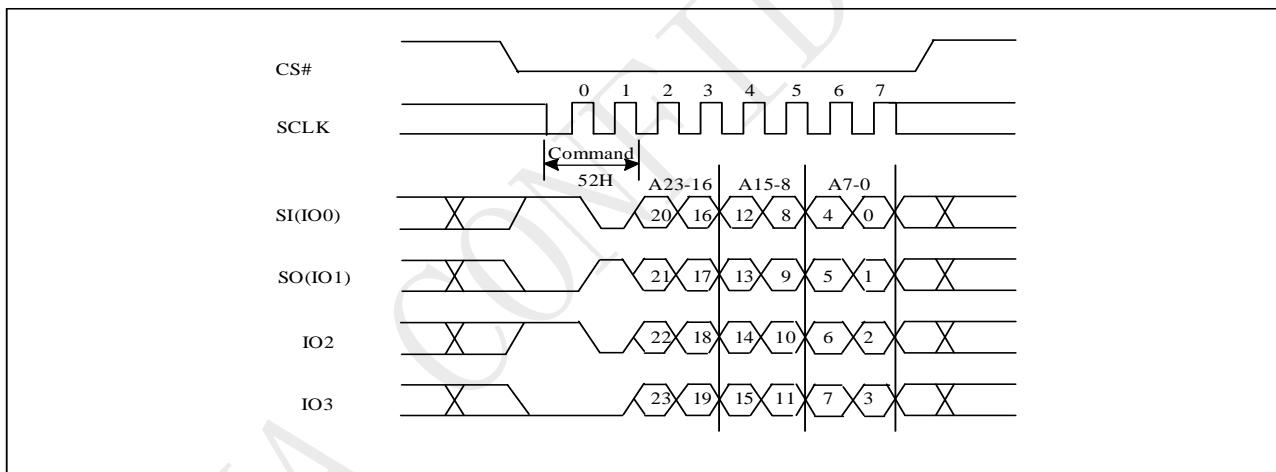 CS#
0 1 2 3 4 5 6 7
SCLK
Command
52H
A23-16 A15-8 A7-0
SI(IO0) 20 16 12 8 4 0
SO(IO1) 21 17 13 9 5 1
IO2 22 18 14 10 6 2
IO3 23 19 15 11 7 3